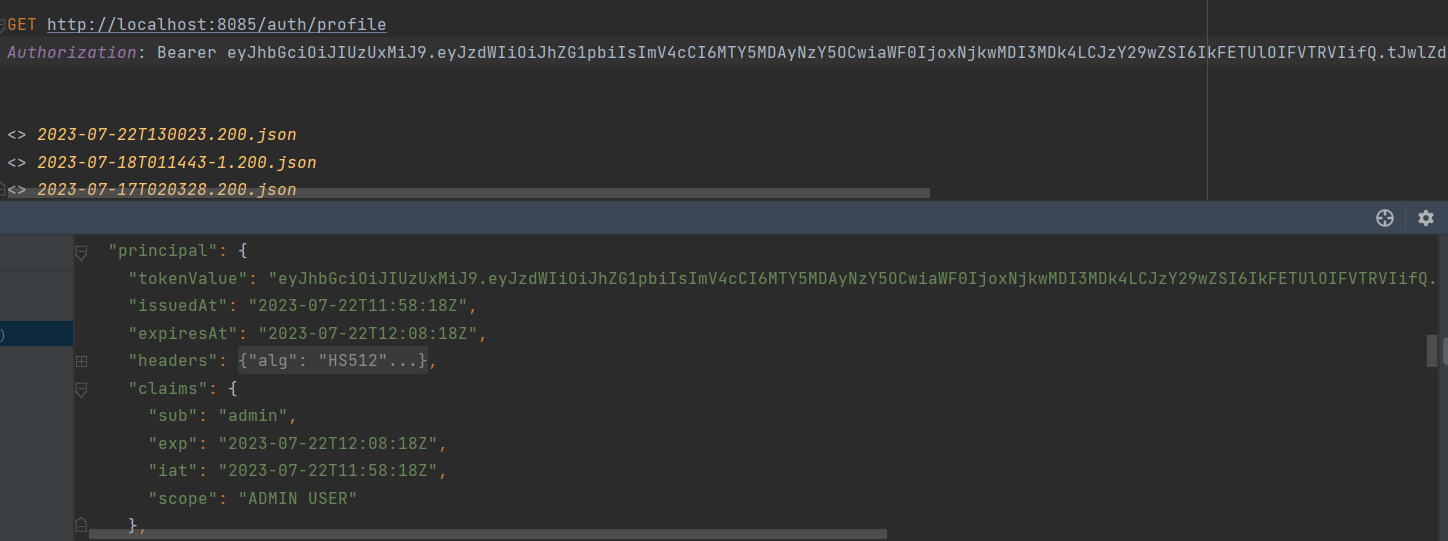 GET http://localhost:8085/auth/profile
Authorization: Bearer eyJhbGciOiJIUzUxMiJ9.eyJzdWIiOiJhZG1pbiIsImV4cCI6MTY5MDAyNzY5OCwiaWF0IjoxNjkwMDI3MDk4LCJzY29wZSI6IkFETUlOIFVTRVIifQ.tJwlZd
<> 2023-07-22T130023.200.json
<> 2023-07-18T011443-1.200.json
<> 2023-07-17T020328.200.json
"principal": {
"tokenValue": "eyJhbGciOiJIUzUxMiJ9.eyJzdWIiOiJhZG1pbiIsImV4cCI6MTY5MDAyNzY5OCwiaWF0IjoxNjkwMDI3MDk4LCJzY29wZSI6IkFETUlOIFVTRVIifQ.
"issuedAt": "2023-07-22T11:58:18Z",
"expiresAt": "2023-07-22T12:08:18Z",
)
"headers": {"alg": "HS512"...},
"claims": {
"sub": "admin",
"exp": "2023-07-22T12:08:18Z",
"iat": "2023-07-22T11:58:18Z",
"scope": "ADMIN USER"
},